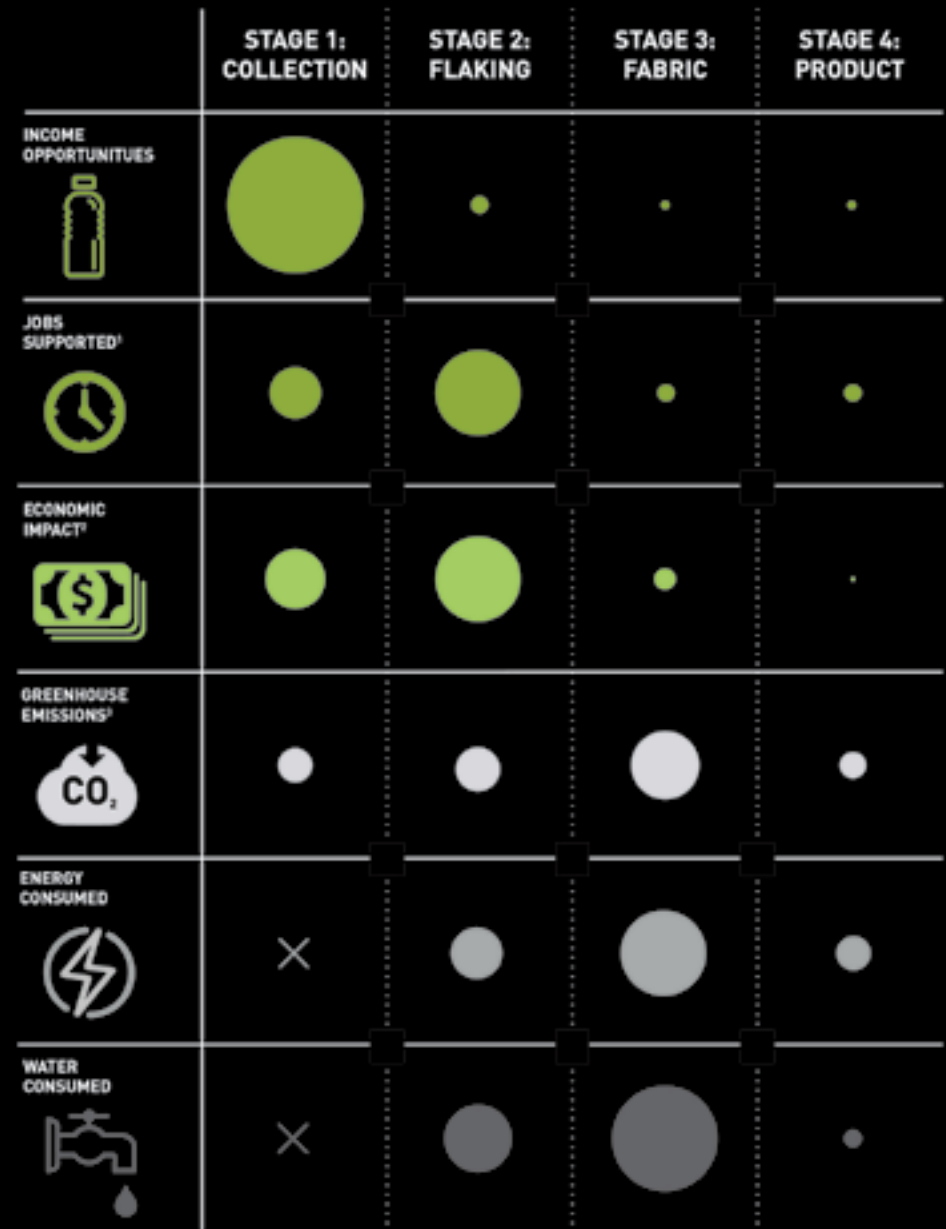 STAGE 1:
COLLECTION
STAGE 2:
FLAKING
STAGE 3:
FABRIC
STAGE 4:
PRODUCT
INCOME
OPPORTUNITUES
JOBS
SUPPORTED¹
ECONOMIC
IMPACT²
$
GREENHOUSE
EMISSIONS³
CO₂
ENERGY
CONSUMED
WATER
CONSUMED